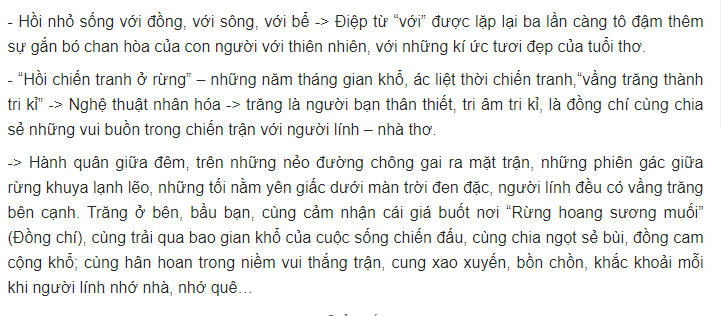 - Hồi nhỏ sống với đồng, với sông, với bể -> Điệp từ “với” được lặp lại ba lần càng tô đậm thêm
sự gắn bó chan hòa của con người với thiên nhiên, với những kí ức tươi đẹp của tuổi thơ.
- “Hồi chiến tranh ở rừng” – những năm tháng gian khổ, ác liệt thời chiến tranh,“vầng trăng thành
tri kỉ” -> Nghệ thuật nhân hóa -> trăng là người bạn thân thiết, tri âm tri kỉ, là đồng chí cùng chia
sẻ những vui buồn trong chiến trận với người lính – nhà thơ.
-> Hành quân giữa đêm, trên những nẻo đường chông gai ra mặt trận, những phiên gác giữa
rừng khuya lạnh lẽo, những tối nằm yên giấc dưới màn trời đen đặc, người lính đều có vầng trăng
bên cạnh. Trăng ở bên, bầu bạn, cùng cảm nhận cái giá buốt nơi “Rừng hoang sương muối”
(Đồng chí), cùng trải qua bao gian khổ của cuộc sống chiến đấu, cùng chia ngọt sẻ bùi, đồng cam
cộng khổ; cùng hân hoan trong niềm vui thắng trận, cung xao xuyến, bồn chồn, khắc khoải mỗi
khi người lính nhớ nhà, nhớ quê…